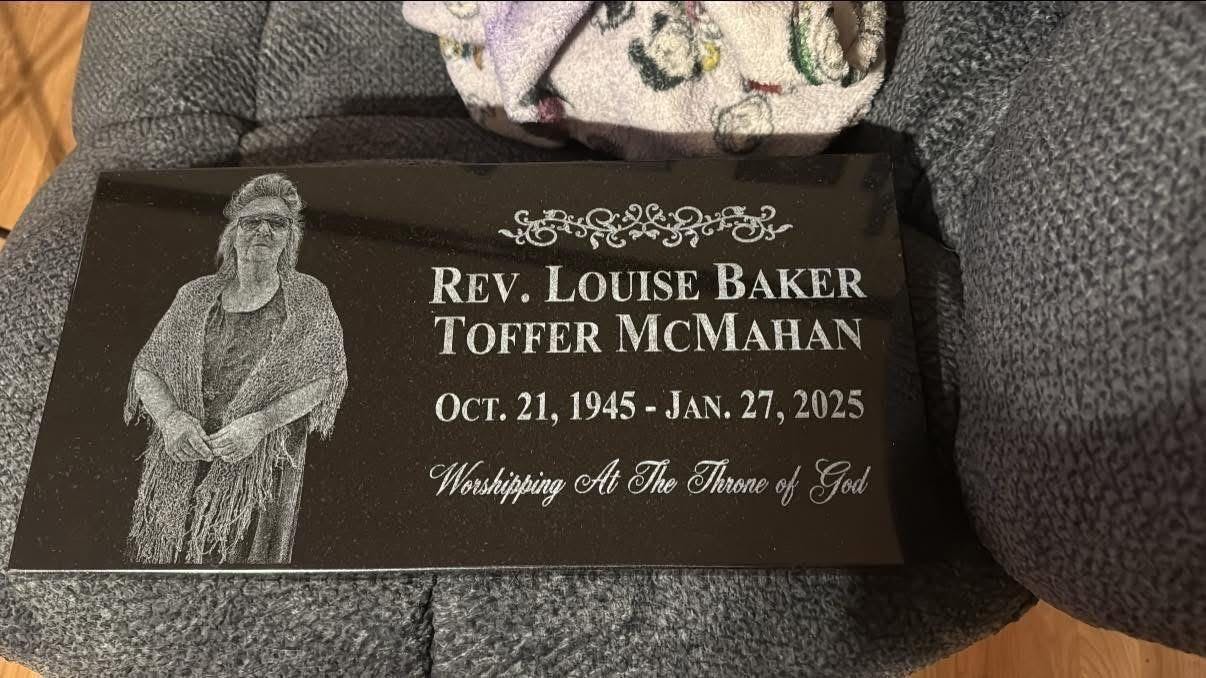 Rev. Louise Baker
Toffer McMahan
Oct. 21, 1945 - Jan. 27, 2025
Worshipping At The Throne of God